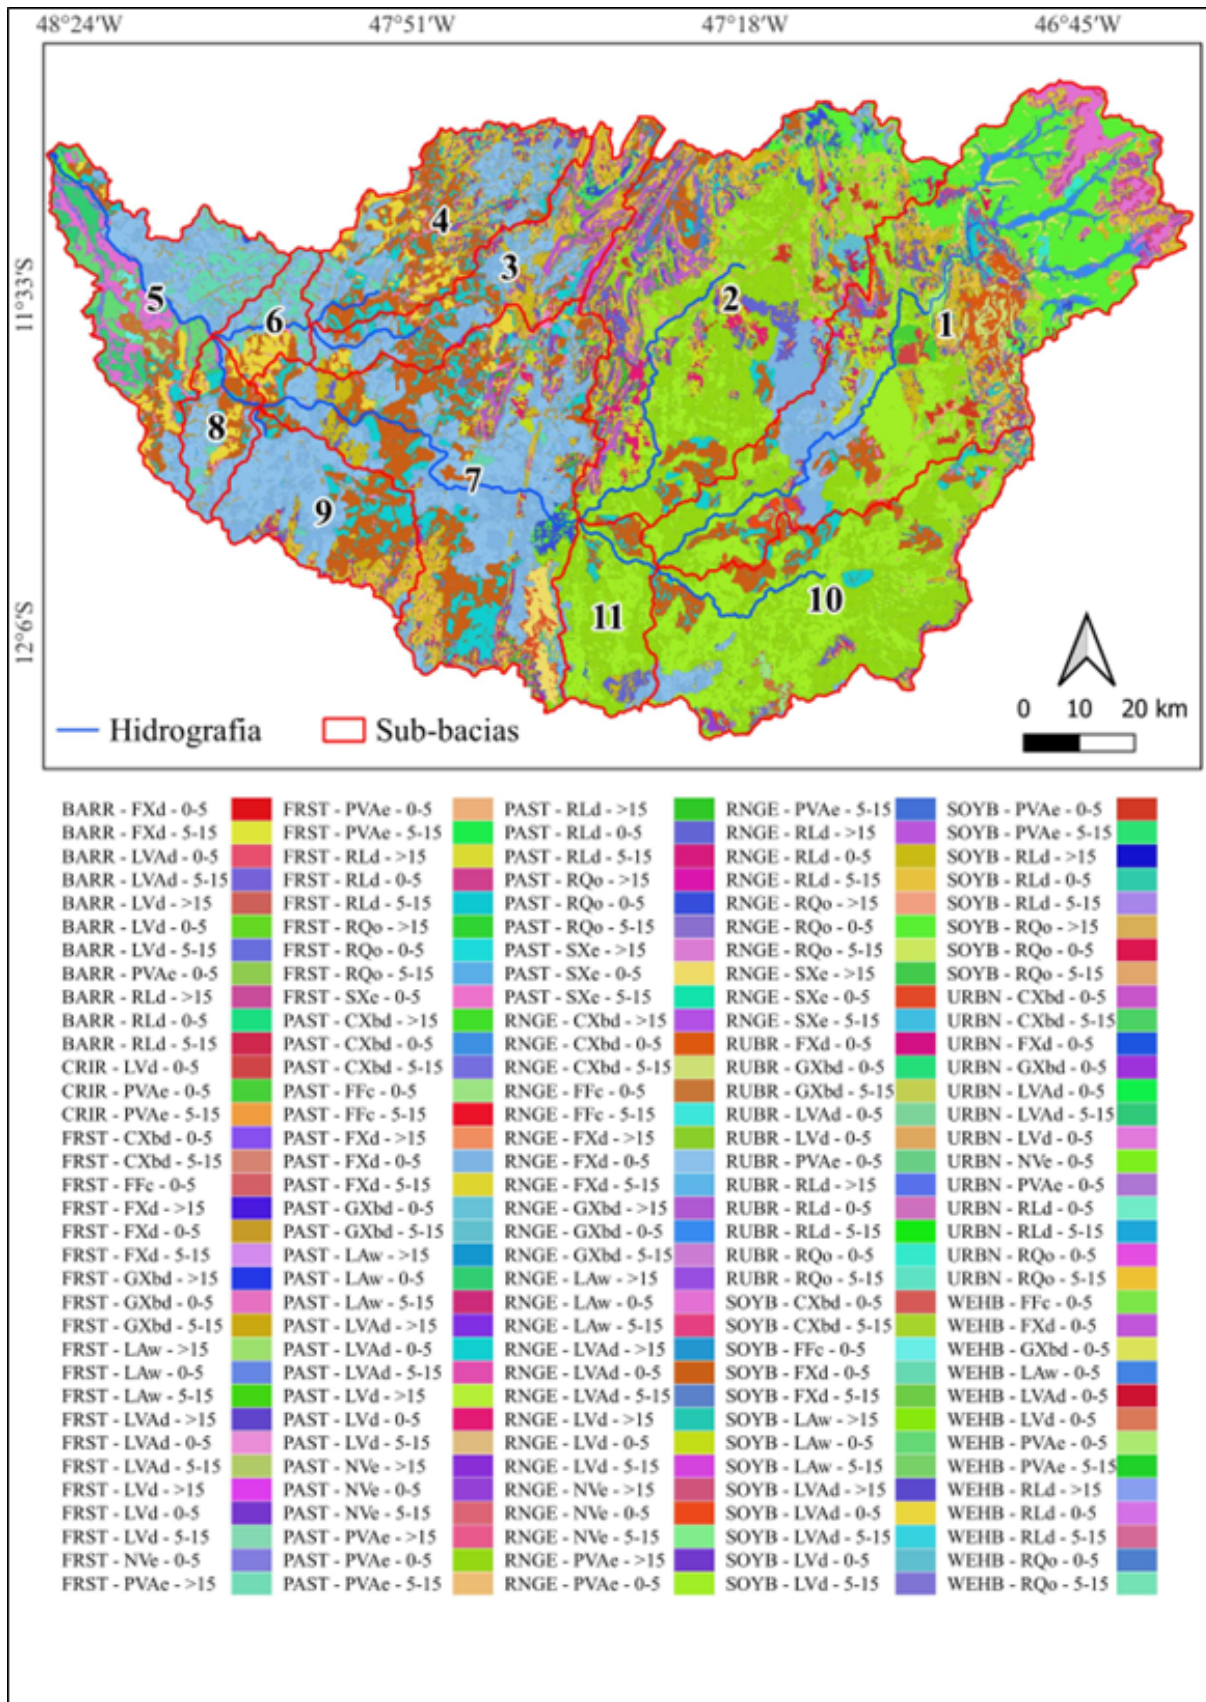 48°24'W 47°51'W 47°18'W 46°45'W
11°33'S
12°6'S
1
2
3
4
5
6
7
8
9
10
11
0 10 20 km
Hidrografia Sub-bacias
BARR - FXd - 0-5 FRST - PVAe - 0-5 PAST - RLd - >15 RNGE - PVAe - 5-15 SOYB - PVAe - 0-5
BARR - FXd - 5-15 FRST - PVAe - 5-15 PAST - RLd - 0-5 RNGE - RLd - >15 SOYB - PVAe - 5-15
BARR - LVAd - 0-5 FRST - RLd - >15 PAST - RLd - 5-15 RNGE - RLd - 0-5 SOYB - RLd - >15
BARR - LVAd - 5-15 FRST - RLd - 0-5 PAST - RQo - >15 RNGE - RLd - 5-15 SOYB - RLd - 0-5
BARR - LVd - >15 FRST - RLd - 5-15 PAST - RQo - 0-5 RNGE - RQo - >15 SOYB - RLd - 5-15
BARR - LVd - 0-5 FRST - RQo - >15 PAST - RQo - 5-15 RNGE - RQo - 0-5 SOYB - RQo - >15
BARR - LVd - 5-15 FRST - RQo - 0-5 PAST - SXe - >15 RNGE - RQo - 5-15 SOYB - RQo - 0-5
BARR - PVAe - 0-5 FRST - RQo - 5-15 PAST - SXe - 0-5 RNGE - SXe - >15 SOYB - RQo - 5-15
BARR - RLd - >15 FRST - SXe - 0-5 PAST - SXe - 5-15 RNGE - SXe - 0-5 URBN - CXbd - 0-5
BARR - RLd - 0-5 PAST - CXbd - >15 RNGE - CXbd - >15 RNGE - SXe - 5-15 URBN - CXbd - 5-15
BARR - RLd - 5-15 PAST - CXbd - 0-5 RNGE - CXbd - 0-5 RUBR - FXd - 0-5 URBN - FXd - 0-5
CRIR - LVd - 0-5 PAST - CXbd - 5-15 RNGE - CXbd - 5-15 RUBR - GXbd - 0-5 URBN - GXbd - 0-5
CRIR - PVAe - 0-5 PAST - FFc - 0-5 RNGE - FFc - 0-5 RUBR - GXbd - 5-15 URBN - LVAd - 0-5
CRIR - PVAe - 5-15 PAST - FFc - 5-15 RNGE - FFc - 5-15 RUBR - LVAd - 0-5 URBN - LVAd - 5-15
FRST - CXbd - 0-5 PAST - FXd - >15 RNGE - FXd - >15 RUBR - LVd - 0-5 URBN - LVd - 0-5
FRST - CXbd - 5-15 PAST - FXd - 0-5 RNGE - FXd - 0-5 RUBR - PVAe - 0-5 URBN - NVe - 0-5
FRST - FFc - 0-5 PAST - FXd - 5-15 RNGE - FXd - 5-15 RUBR - RLd - >15 URBN - PVAe - 0-5
FRST - FXd - >15 PAST - GXbd - 0-5 RNGE - GXbd - >15 RUBR - RLd - 0-5 URBN - RLd - 0-5
FRST - FXd - 0-5 PAST - GXbd - 5-15 RNGE - GXbd - 0-5 RUBR - RLd - 5-15 URBN - RLd - 5-15
FRST - FXd - 5-15 PAST - LAw - >15 RNGE - GXbd - 5-15 RUBR - RQo - 0-5 URBN - RQo - 0-5
FRST - GXbd - >15 PAST - LAw - 0-5 RNGE - LAw - >15 RUBR - RQo - 5-15 URBN - RQo - 5-15
FRST - GXbd - 0-5 PAST - LAw - 5-15 RNGE - LAw - 0-5 SOYB - CXbd - 0-5 WEHB - FFc - 0-5
FRST - GXbd - 5-15 PAST - LVAd - >15 RNGE - LAw - 5-15 SOYB - CXbd - 5-15 WEHB - FXd - 0-5
FRST - LAw - >15 PAST - LVAd - 0-5 RNGE - LVAd - >15 SOYB - FFc - 0-5 WEHB - GXbd - 0-5
FRST - LAw - 0-5 PAST - LVAd - 5-15 RNGE - LVAd - 0-5 SOYB - FXd - 0-5 WEHB - LAw - 0-5
FRST - LAw - 5-15 PAST - LVd - >15 RNGE - LVAd - 5-15 SOYB - FXd - 5-15 WEHB - LVAd - 0-5
FRST - LVAd - >15 PAST - LVd - 0-5 RNGE - LVd - >15 SOYB - LAw - >15 WEHB - LVd - 0-5
FRST - LVAd - 0-5 PAST - LVd - 5-15 RNGE - LVd - 0-5 SOYB - LAw - 0-5 WEHB - PVAe - 0-5
FRST - LVAd - 5-15 PAST - NVe - >15 RNGE - LVd - 5-15 SOYB - LAw - 5-15 WEHB - PVAe - 5-15
FRST - LVd - >15 PAST - NVe - 0-5 RNGE - NVe - >15 SOYB - LVAd - >15 WEHB - RLd - >15
FRST - LVd - 0-5 PAST - NVe - 5-15 RNGE - NVe - 0-5 SOYB - LVAd - 0-5 WEHB - RLd - 0-5
FRST - LVd - 5-15 PAST - PVAe - >15 RNGE - NVe - 5-15 SOYB - LVAd - 5-15 WEHB - RLd - 5-15
FRST - NVe - 0-5 PAST - PVAe - 0-5 RNGE - PVAe - >15 SOYB - LVd - 0-5 WEHB - RQo - 0-5
FRST - PVAe - >15 PAST - PVAe - 5-15 RNGE - PVAe - 0-5 SOYB - LVd - 5-15 WEHB - RQo - 5-15